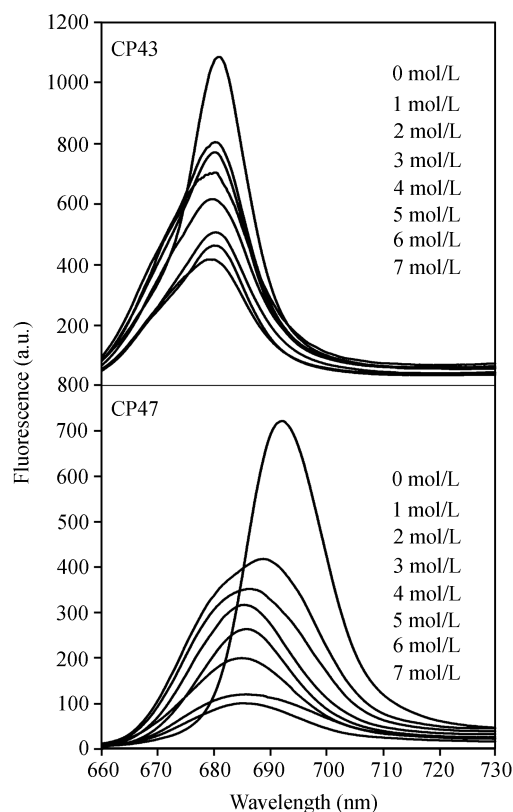 1200
CP43
0 mol/L
1000
1 mol/L
2 mol/L
800
3 mol/L
4 mol/L
600
5 mol/L
6 mol/L
400
7 mol/L
200
800
CP47
700
0 mol/L
600
1 mol/L
2 mol/L
500
3 mol/L
400
4 mol/L
300
5 mol/L
6 mol/L
200
7 mol/L
100
0
660 670 680 690 700 710 720 730
Wavelength (nm)
Fluorescence (a.u.)